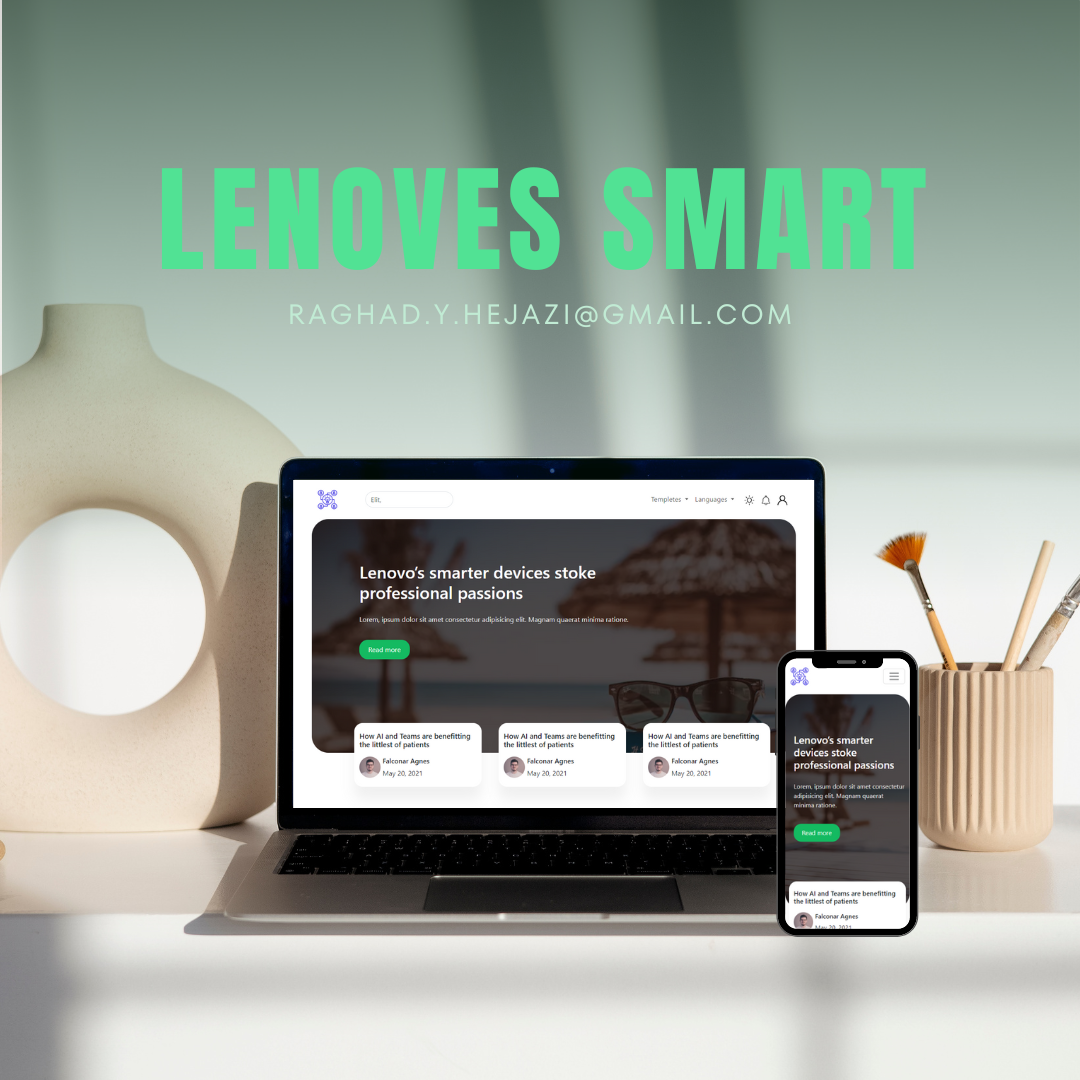 LENOVES SMART
RAGHAD.Y.HEJAZI@GMAIL.COM
Elit.
Templetes
Languages
Lenovo's smarter devices stoke
professional passions
Lorem, ipsum dolor sit amet consectetur adipisicing elit. Magnam quaerat minima ratione.
Read more
How AI and Teams are benefitting
the littlest of patients
Falconar Agnes
May 20, 2021
How AI and Teams are benefitting
the littlest of patients
Falconar Agnes
May 20, 2021
How AI and Teams are benefitting
the littlest of patients
Falconar Agnes
May 20, 2021
Lenovo's smarter
devices stoke
professional passions
Lorem, ipsum dolor sit amet consectetur
adipisicing elit. Magnam quaerat
minima ratione.
Read more
How AI and Teams are benefitting
the littlest of patients
Falconar Agnes
May 20, 2021